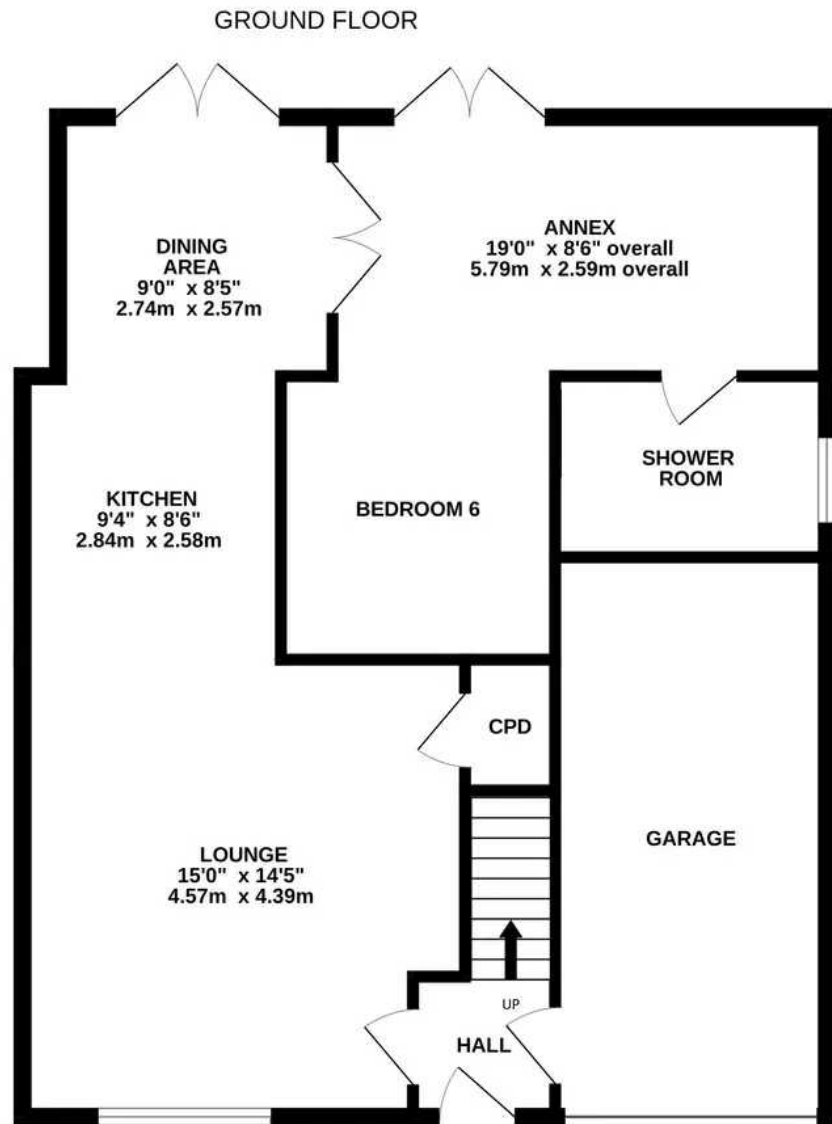 GROUND FLOOR
DINING
AREA
9'0" x 8'5"
2.74m x 2.57m
ANNEX
19'0" x 8'6" overall
5.79m x 2.59m overall
KITCHEN
9'4" x 8'6"
2.84m x 2.58m
BEDROOM 6
SHOWER
ROOM
CPD
LOUNGE
15'0" x 14'5"
4.57m x 4.39m
GARAGE
UP
HALL